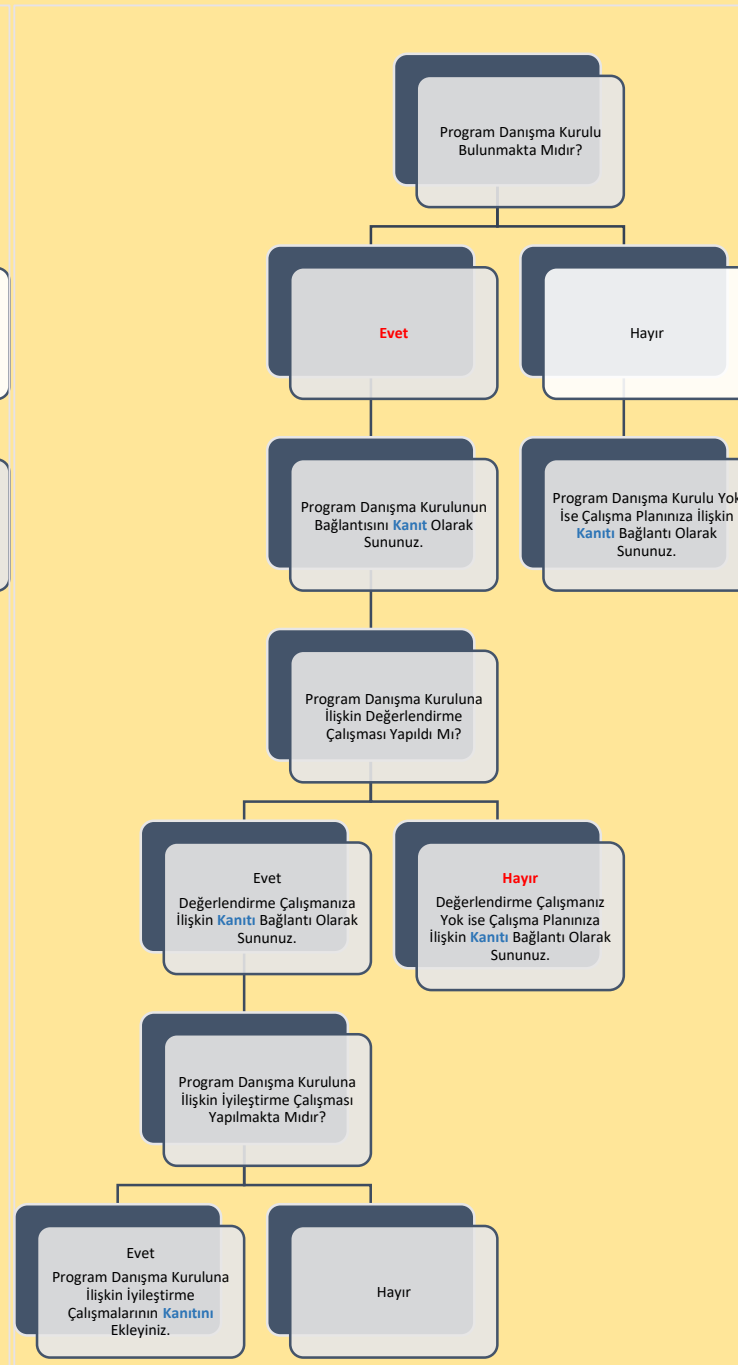 Program Danışma Kurulu
Bulunmakta Mıdır?
Evet
Hayır
Program Danışma Kurulunun
Bağlantısını Kanıt Olarak
Sununuz.
Program Danışma Kurulu Yok
İse Çalışma Planınıza İlişkin
Kanıtı Bağlantı Olarak
Sununuz.
Program Danışma Kuruluna
İlişkin Değerlendirme
Çalışması Yapıldı Mı?
Evet
Değerlendirme Çalışmanıza
İlişkin Kanıtı Bağlantı Olarak
Sununuz.
Hayır
Değerlendirme Çalışmanız
Yok ise Çalışma Planınıza
İlişkin Kanıtı Bağlantı Olarak
Sununuz.
Program Danışma Kuruluna
İlişkin İyileştirme Çalışması
Yapılmakta Mıdır?
Evet
Program Danışma Kuruluna
İlişkin İyileştirme
Çalışmalarının Kanıtını
Ekleyiniz.
Hayır